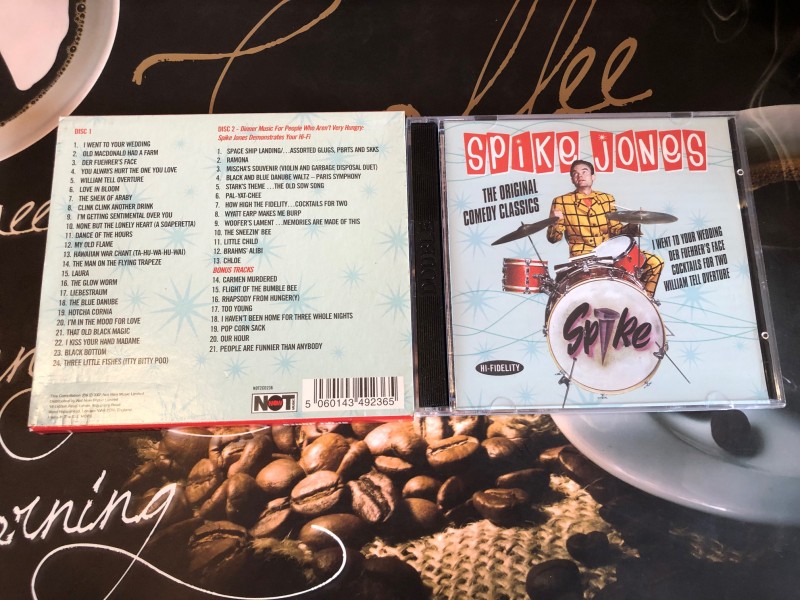 Coffee
DISC 1
1. I WENT TO YOUR WEDDING
2. OLD MACDONALD HAD A FARM
3. DER FUEHRER'S FACE
4. YOU ALWAYS HURT THE ONE YOU LOVE
5. WILLIAM TELL OVERTURE
6. LOVE IN BLOOM
7. THE SHEIK OF ARABY
8. CLINK CLINK ANOTHER DRINK
9. I'M GETTING SENTIMENTAL OVER YOU
10. NONE BUT THE LONELY HEART (A SOAPERETTA)
11. DANCE OF THE HOURS
12. MY OLD FLAME
13. HAWAIIAN WAR CHANT (TA-HU-WA-HU-WAI)
14. THE MAN ON THE FLYING TRAPEZE
15. LAURA
16. THE GLOW WORM
17. LIEBESTRAUM
18. THE BLUE DANUBE
19. HOTCHA CORNIA
20. I'M IN THE MOOD FOR LOVE
21. THAT OLD BLACK MAGIC
22. I KISS YOUR HAND MADAME
23. BLACK BOTTOM
24. THREE LITTLE FISHES (ITTY BITTY POO)
DISC 2 - Dinner Music For People Who Aren't Very Hungry
Spike Jones Demonstrates Your Hi-Fi
1. SPACE SHIP LANDING/...ASSORTED GLUGS, PBRTS AND SKKS
2. RAMONA
3. MISCHA'S SOUVENIR (VIOLIN AND GARBAGE DISPOSAL DUET)
4. BLACK AND BLUE DANUBE WALTZ – PARIS SYMPHONY
5. STARK'S THEME ...THE OLD SOW SONG
6. PAL-YAT-CHEE
7. HOW HIGH THE FIDELITY...COCKTAILS FOR TWO
8. WYATT EARP MAKES ME BURP
9. WOOFER'S LAMENT ...MEMORIES ARE MADE OF THIS
10. THE SNEEZIN' BEE
11. LITTLE CHILD
12. BRAHMS' ALIBI
13. CHLOE
BONUS TRACKS
14. CARMEN MURDERED
15. FLIGHT OF THE BUMBLE BEE
16. RHAPSODY FROM HUNGER(Y)
17. TOO YOUNG
18. I HAVEN'T BEEN HOME FOR THREE WHOLE NIGHTS
19. POP CORN SACK
20. OUR HOUR
21. PEOPLE ARE FUNNIER THAN ANYBODY
NOT
5 060143 492365
SPIKE JONES
THE ORIGINAL
COMEDY CLASSICS
I WENT TO YOUR WEDDING
DER FUEHRER'S FACE
COCKTAILS FOR TWO
WILLIAM TELL OVERTURE
Spike
HI-FIDELITY